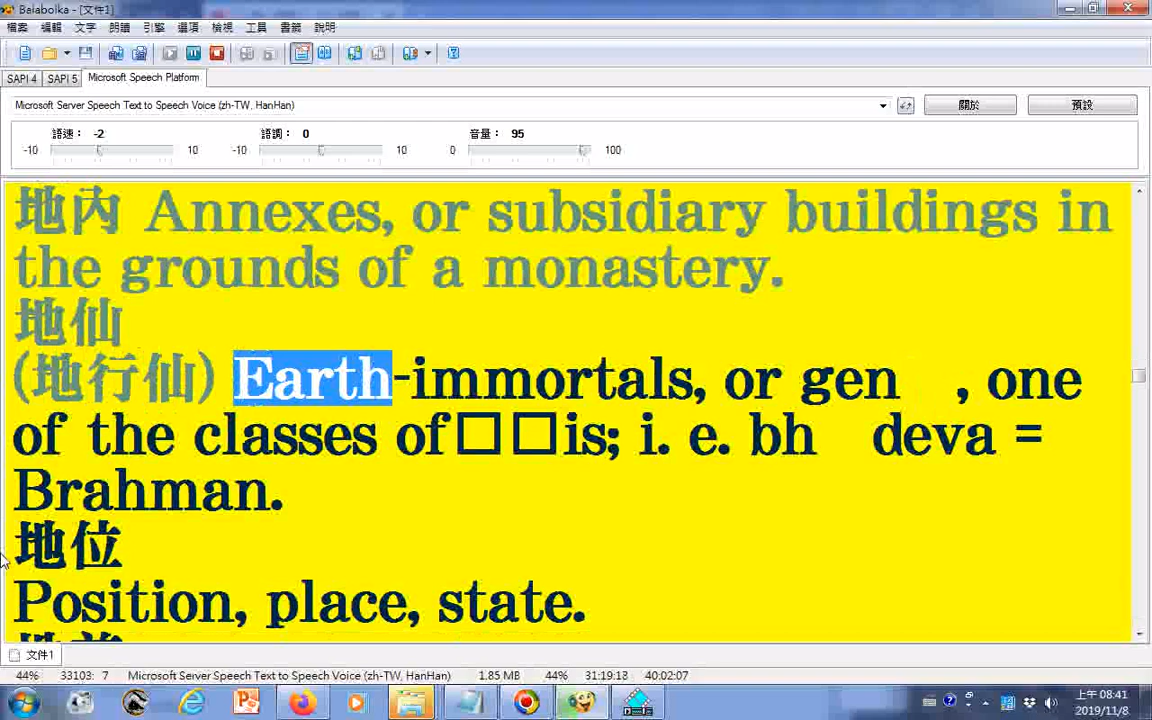 Balabolka - [文件1]
檔案 編輯 文字 朗讀 引擎 選項 檢視 工具 書籤 說明
SAPI 4 SAPI 5 Microsoft Speech Platform
Microsoft Server Speech Text to Speech Voice (zh-TW, HanHan) 關於 預設
語速： -2 語調： 0 音量： 95
-10 10 -10 10 0 100
地內 Annexes, or subsidiary buildings in
the grounds of a monastery.
地仙
(地行仙) Earth-immortals, or gen , one
of the classes of□□is; i. e. bh deva =
Brahman.
地位
Position, place, state.
文件1
44% 33103: 7 Microsoft Server Speech Text to Speech Voice (zh-TW, HanHan) 1.85 MB 44% 31:19:13 40:02:07
上午 08:41
2019/11/8